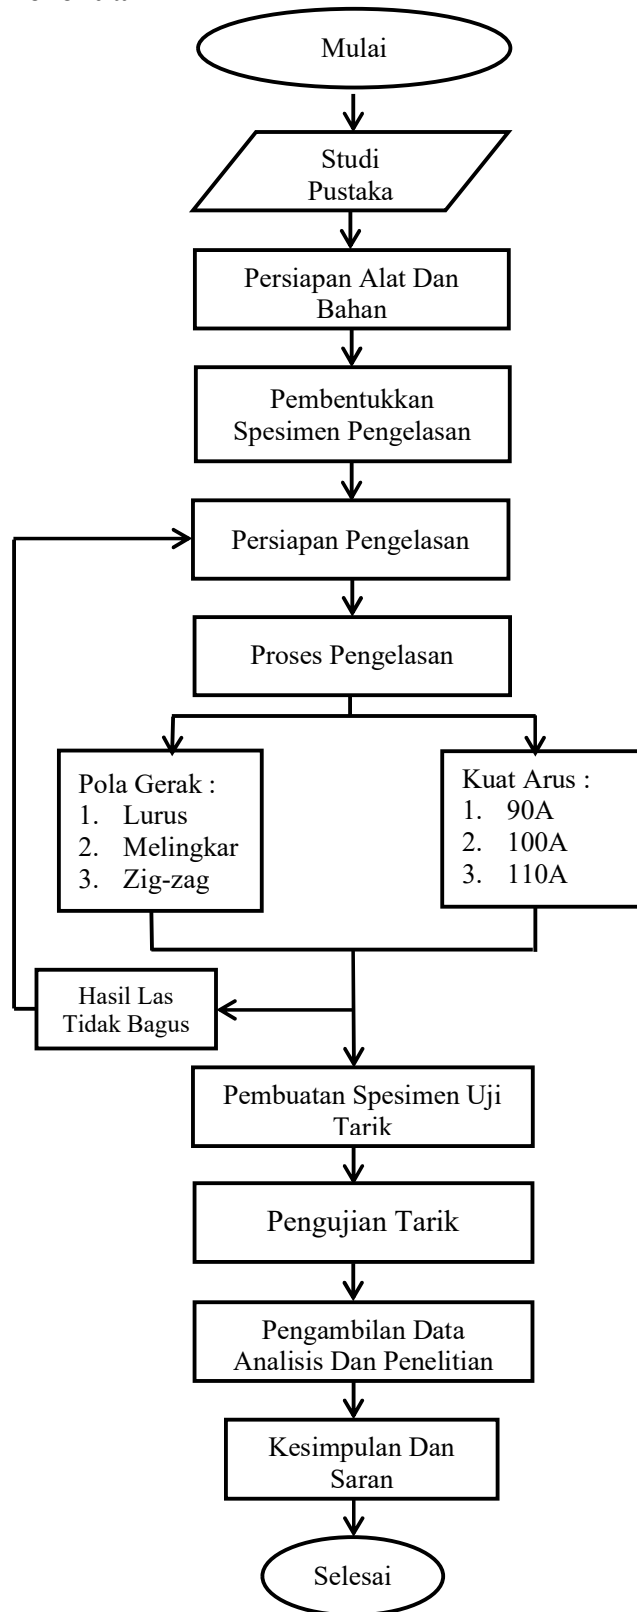 Mulai
Studi
Pustaka
Persiapan Alat Dan
Bahan
Pembentukkan
Spesimen Pengelasan
Persiapan Pengelasan
Proses Pengelasan
Pola Gerak :
1. Lurus
2. Melingkar
3. Zig-zag
Kuat Arus :
1. 90A
2. 100A
3. 110A
Hasil Las
Tidak Bagus
Pembuatan Spesimen Uji
Tarik
Pengujian Tarik
Pengambilan Data
Analisis Dan Penelitian
Kesimpulan Dan
Saran
Selesai